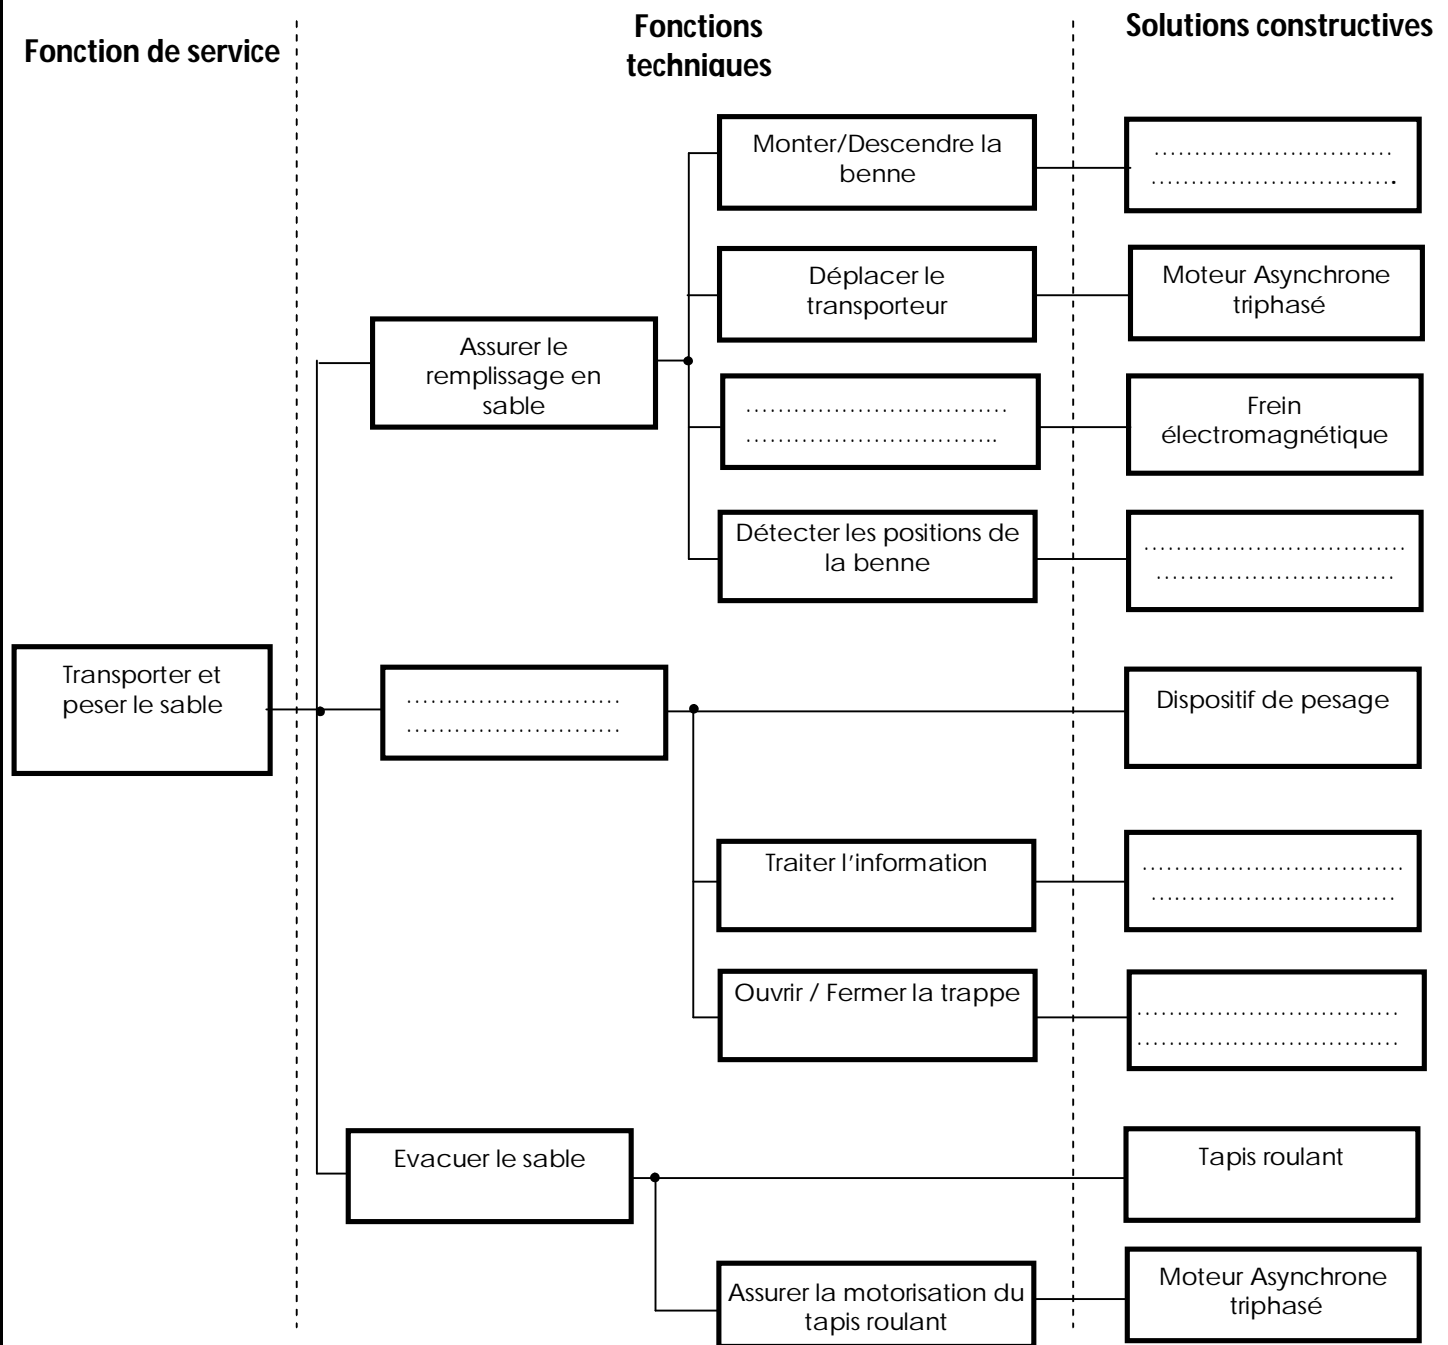 Fonction de service
Fonctions
techniques
Solutions constructives
Monter/Descendre la
benne
..............................
...............................
Déplacer le
transporteur
Moteur Asynchrone
triphasé
Assurer le
remplissage en
sable
.................................
................................
Frein
électromagnétique
Détecter les positions de
la benne
.................................
..............................
Transporter et
peser le sable
...........................
...........................
Dispositif de pesage
Traiter l'information
.................................
...............................
Ouvrir / Fermer la trappe
.................................
.................................
Evacuer le sable
Tapis roulant
Assurer la motorisation du
tapis roulant
Moteur Asynchrone
triphasé